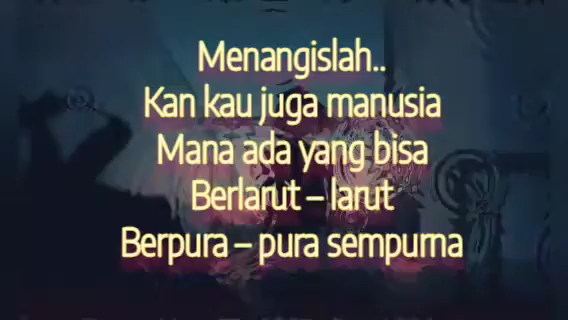 Menangislah..
Kan kau juga manusia
Mana ada yang bisa
Berlarut – larut
Berpura – pura sempurna